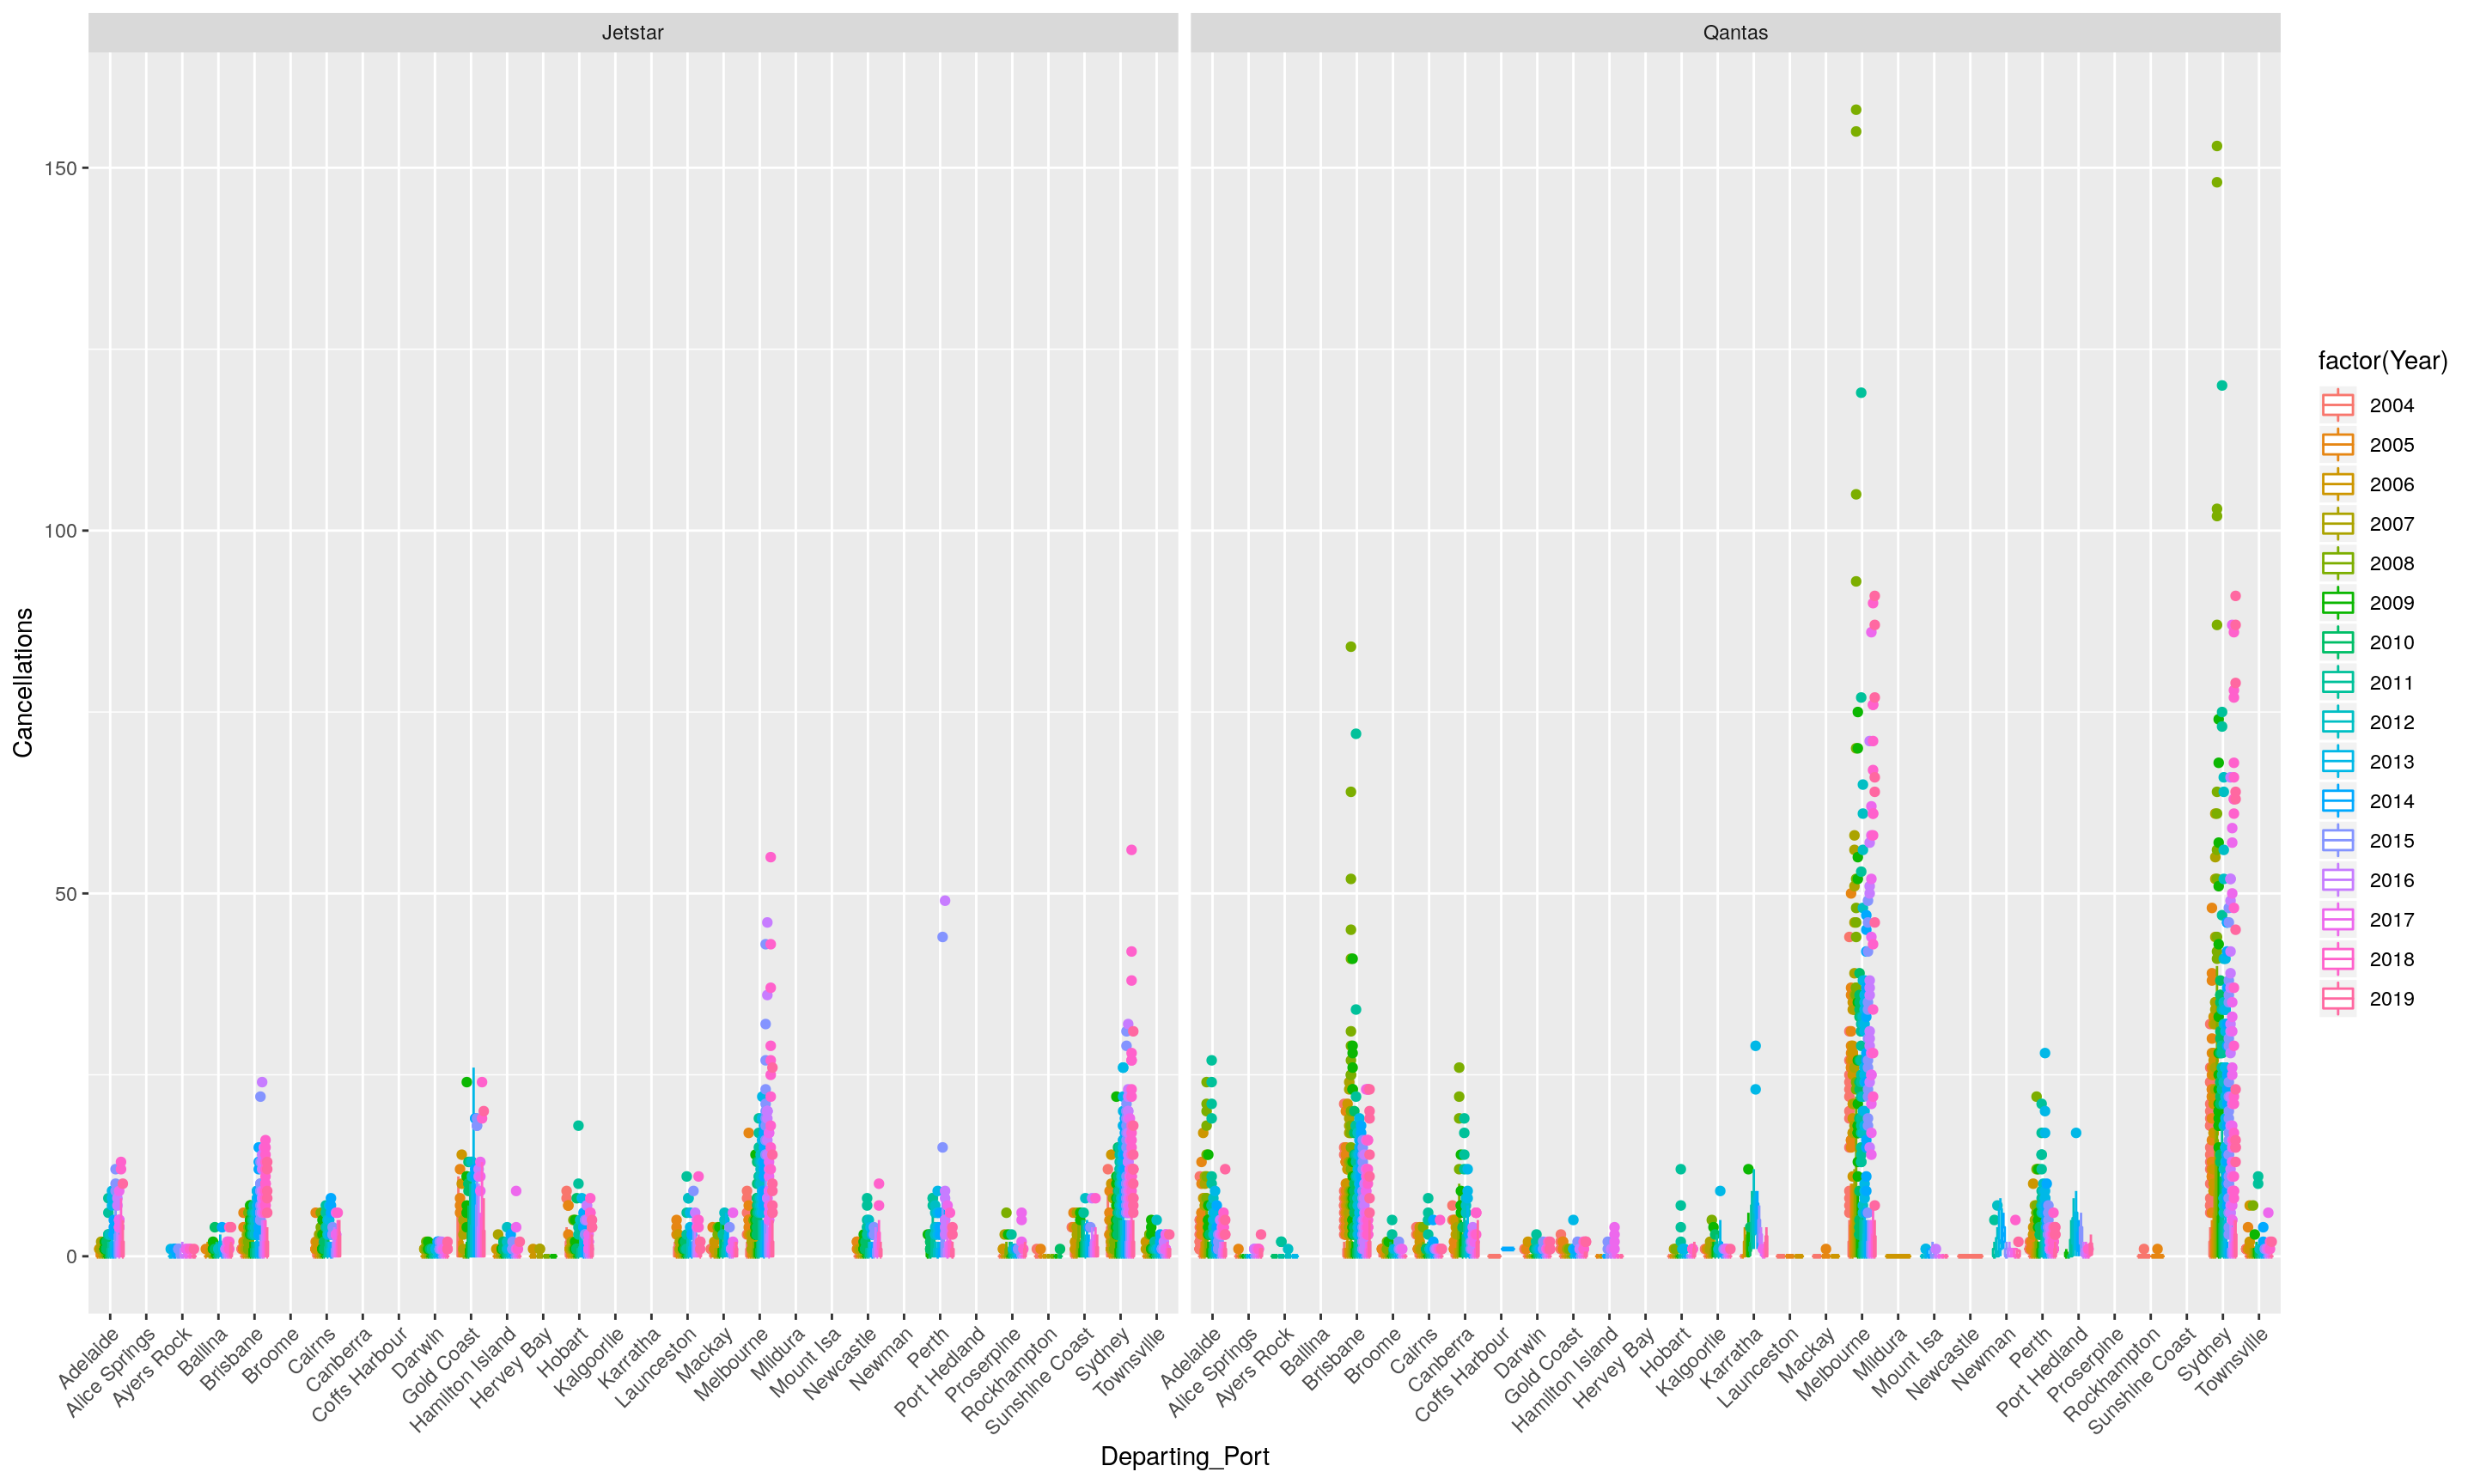 Jetstar
Qantas
Cancellations
150
100
50
0
Adelaide
Alice Springs
Ayers Rock
Ballina
Brisbane
Broome
Cairns
Canberra
Coffs Harbour
Darwin
Gold Coast
Hamilton Island
Hervey Bay
Hobart
Kalgoorlie
Karratha
Launceston
Mackay
Melbourne
Mildura
Mount Isa
Newcastle
Newman
Perth
Port Hedland
Proserpine
Rockhampton
Sunshine Coast
Sydney
Townsville
Adelaide
Alice Springs
Ayers Rock
Ballina
Brisbane
Broome
Cairns
Canberra
Coffs Harbour
Darwin
Gold Coast
Hamilton Island
Hervey Bay
Hobart
Kalgoorlie
Karratha
Launceston
Mackay
Melbourne
Mildura
Mount Isa
Newcastle
Newman
Perth
Port Hedland
Proserpine
Rockhampton
Sunshine Coast
Sydney
Townsville
Departing_Port
factor(Year)
2004
2005
2006
2007
2008
2009
2010
2011
2012
2013
2014
2015
2016
2017
2018
2019